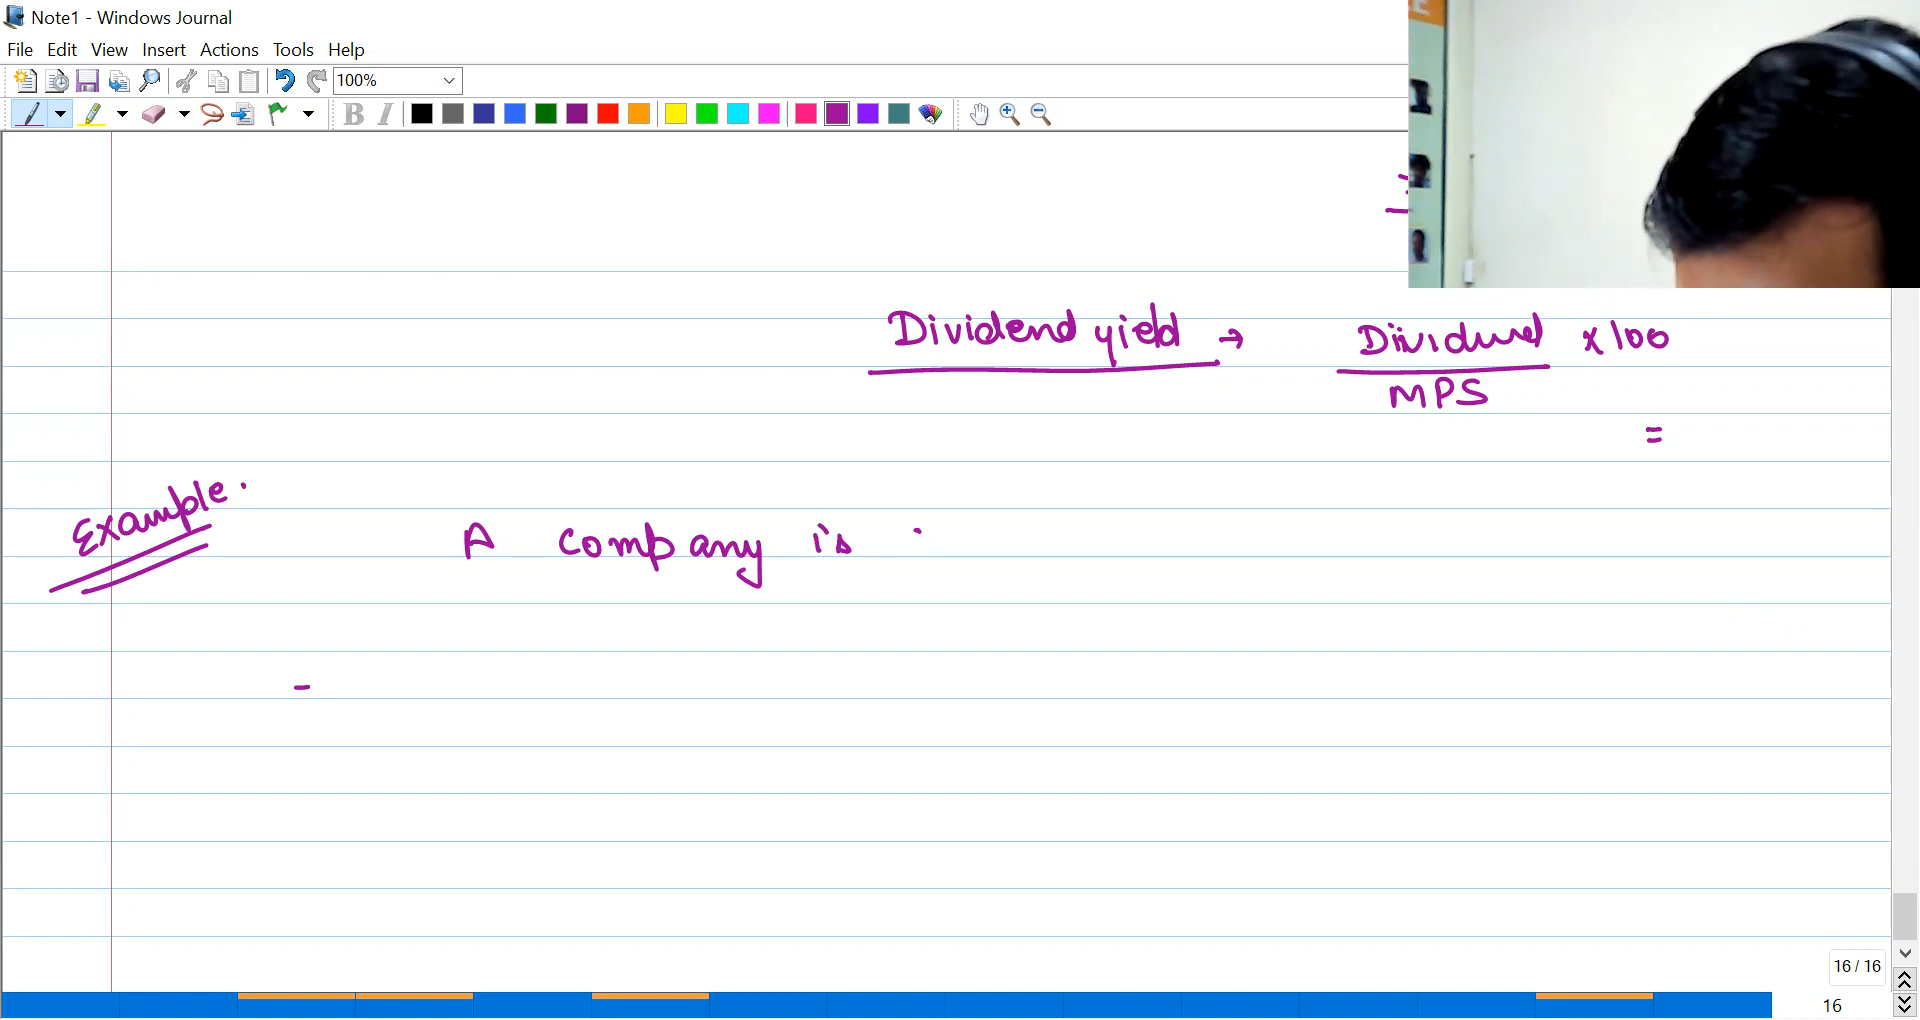 Note1 - Windows Journal
File Edit View Insert Actions Tools Help
100%
B I
Dividend yield → Dividend × 100
MPS
=
Example.
A company is
-
16 / 16
16